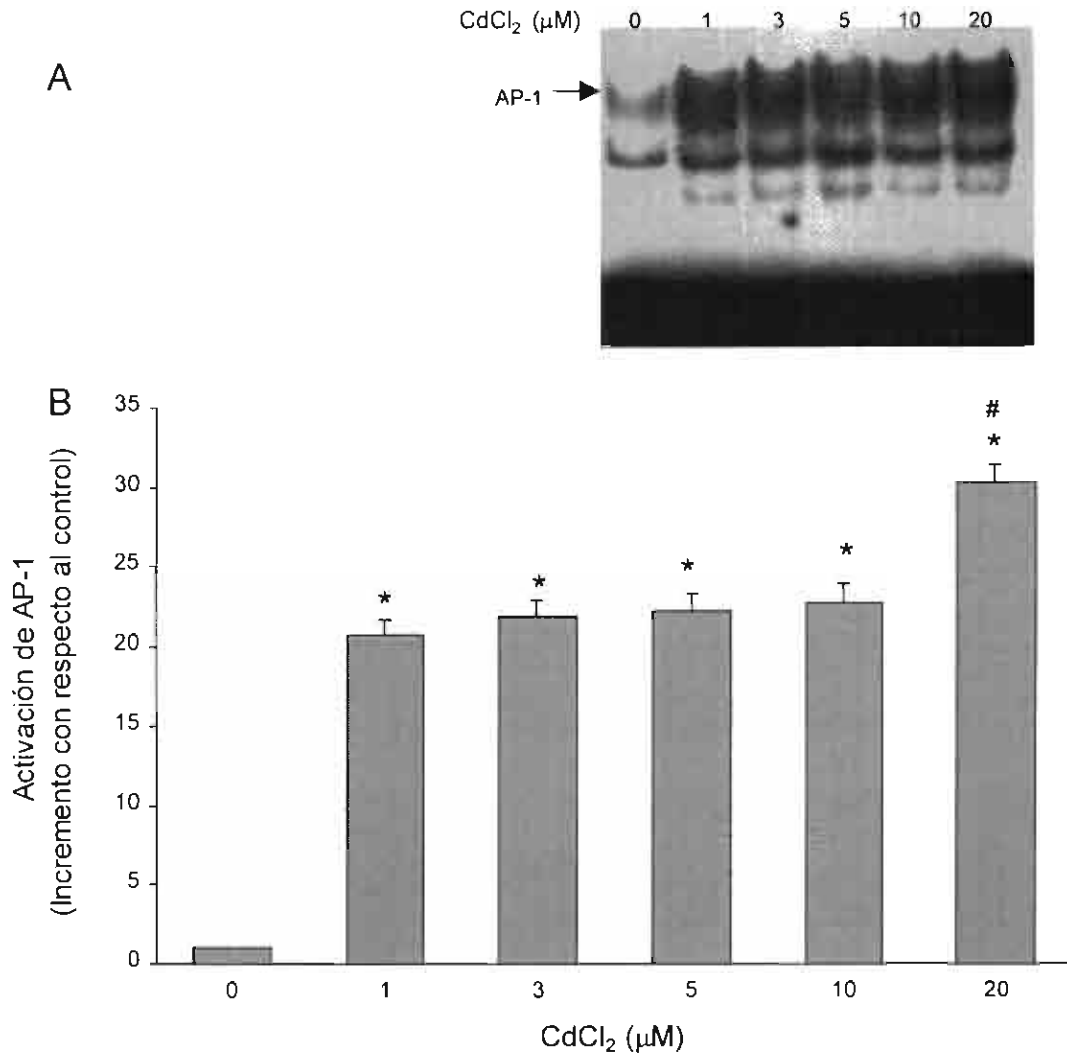 CdCl₂ (μM) 0 1 3 5 10 20
A
AP-1
B
Activación de AP-1
(Incremento con respecto al control)
35
30
25
20
15
10
5
0
* * * * # *
0 1 3 5 10 20
CdCl₂ (μM)